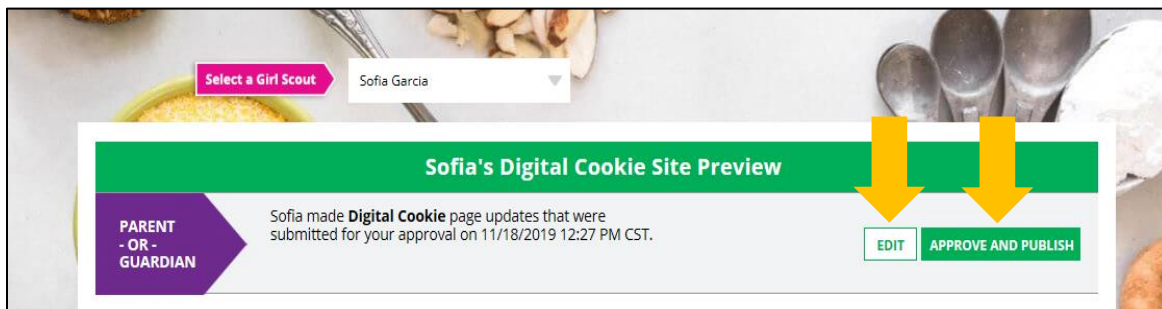 Select a Girl Scout
Sofia Garcia
Sofia's Digital Cookie Site Preview
PARENT
- OR -
GUARDIAN
Sofia made Digital Cookie page updates that were
submitted for your approval on 11/18/2019 12:27 PM CST.
EDIT
APPROVE AND PUBLISH